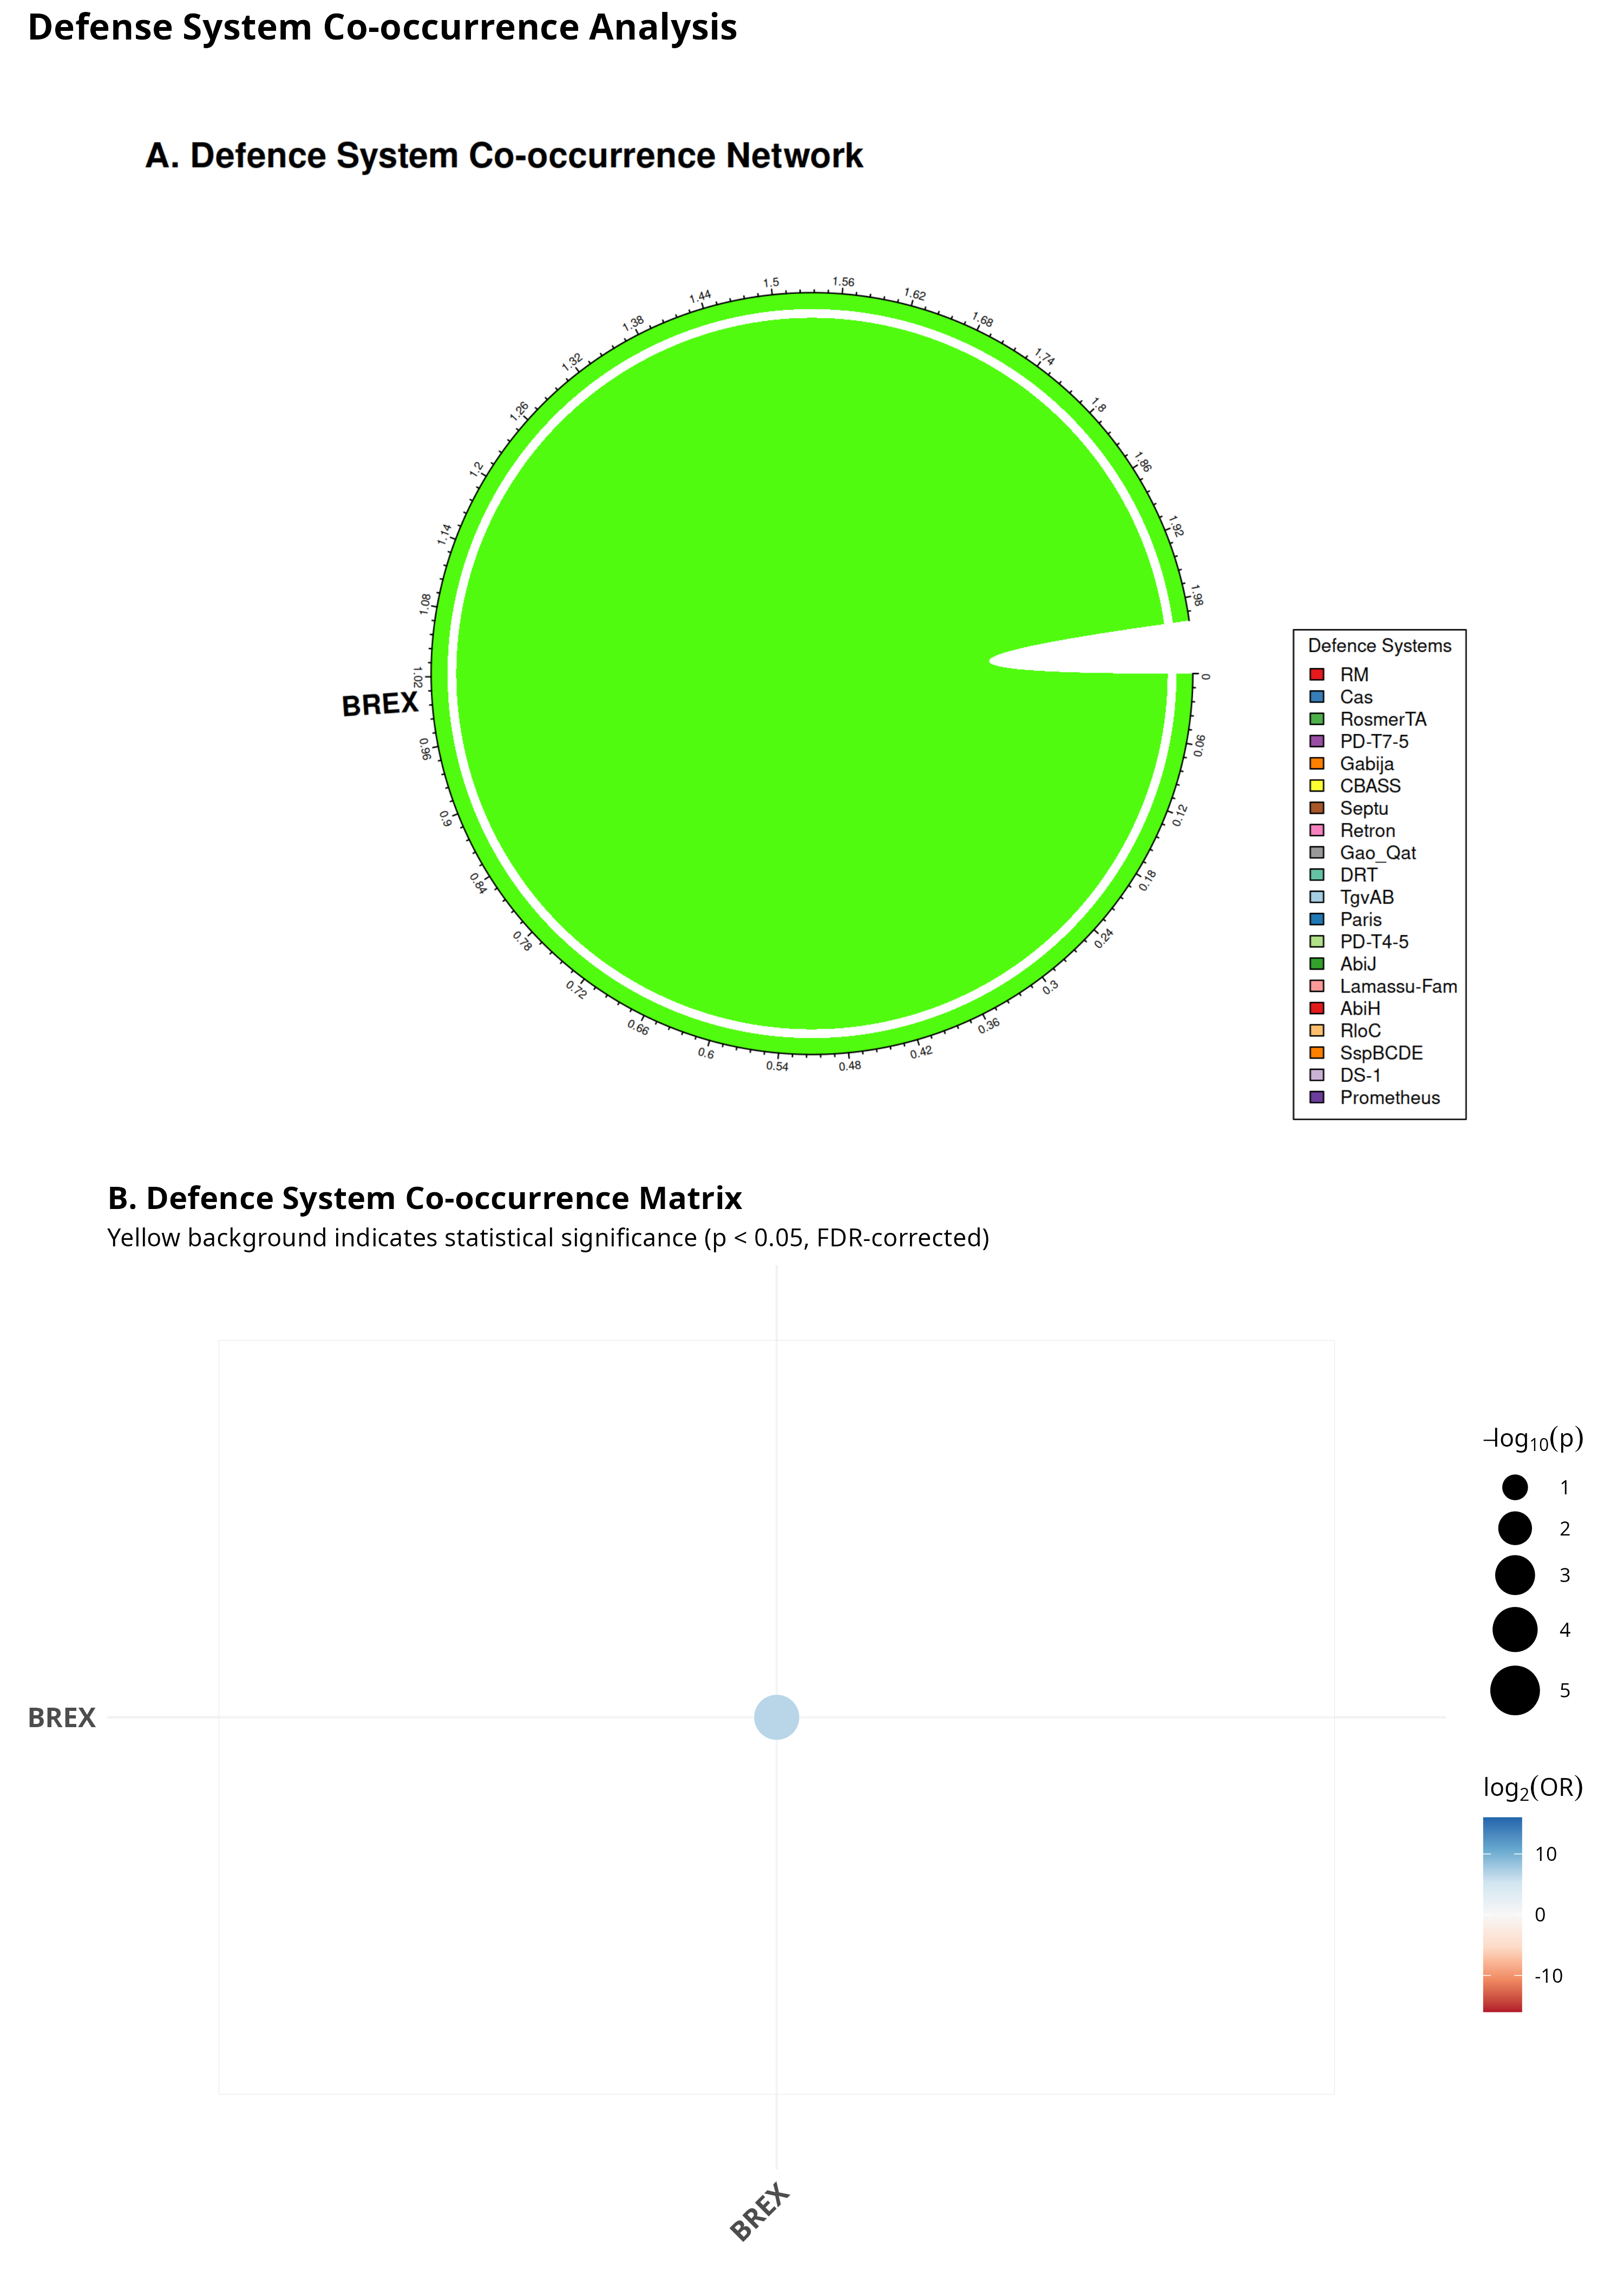 Defense System Co-occurrence Analysis
A. Defence System Co-occurrence Network
0
0.06
0.12
0.18
0.24
0.3
0.36
0.42
0.48
0.54
0.6
0.66
0.72
0.78
0.84
0.9
0.96
1.02
1.08
1.14
1.2
1.26
1.32
1.38
1.44
1.5
1.56
1.62
1.68
1.74
1.8
1.86
1.92
1.98
BREX
Defence Systems
RM
Cas
RosmerTA
PD-T7-5
Gabija
CBASS
Septu
Retron
Gao_Qat
DRT
TgvAB
Paris
PD-T4-5
AbiJ
Lamassu-Fam
AbiH
RloC
SspBCDE
DS-1
Prometheus
B. Defence System Co-occurrence Matrix
Yellow background indicates statistical significance (p < 0.05, FDR-corrected)
BREX
BREX
−log₁₀(p)
1
2
3
4
5
log₂(OR)
10
0
-10